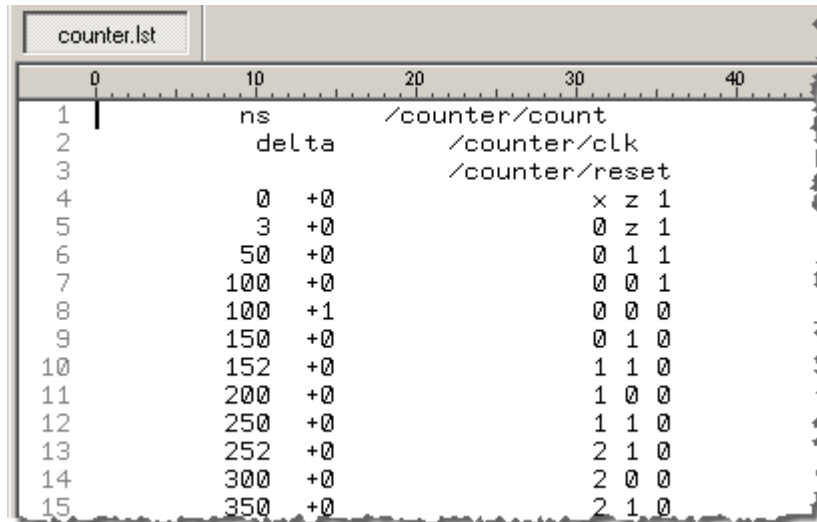 counter.lst
0 10 20 30 40
1 ns /counter/count
2 delta /counter/clk
3 /counter/reset
4 0 +0 x z 1
5 3 +0 0 z 1
6 50 +0 0 1 1
7 100 +0 0 0 1
8 100 +1 0 0 0
9 150 +0 0 1 0
10 152 +0 1 1 0
11 200 +0 1 0 0
12 250 +0 1 1 0
13 252 +0 2 1 0
14 300 +0 2 0 0
15 350 +0 2 1 0